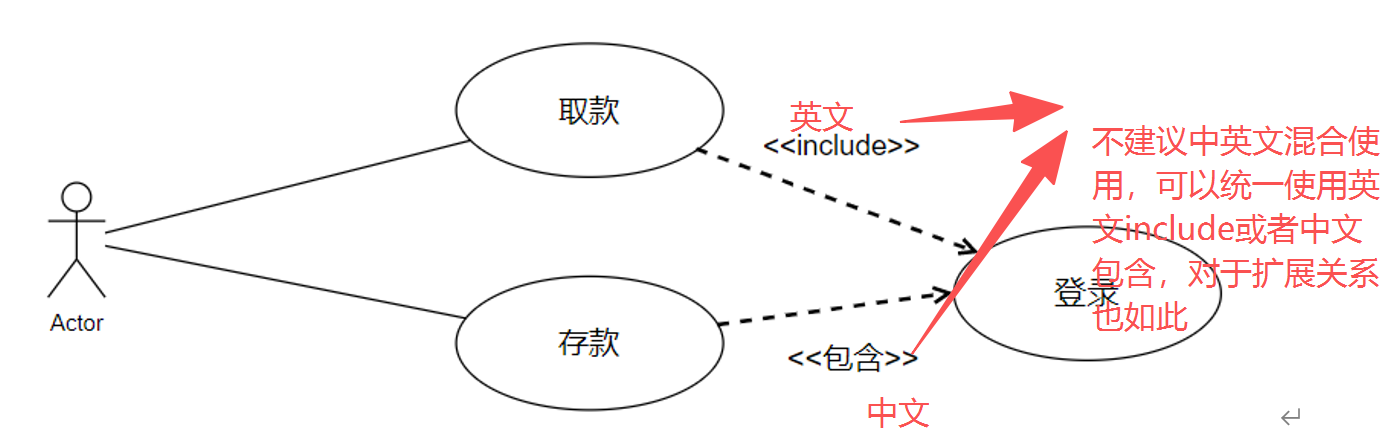 取款
英文
<<include>>
不建议中英文混合使
用，可以统一使用英
文include或者中文
包含，对于扩展关系
也如此
登录
Actor
存款
<<包含>>
中文